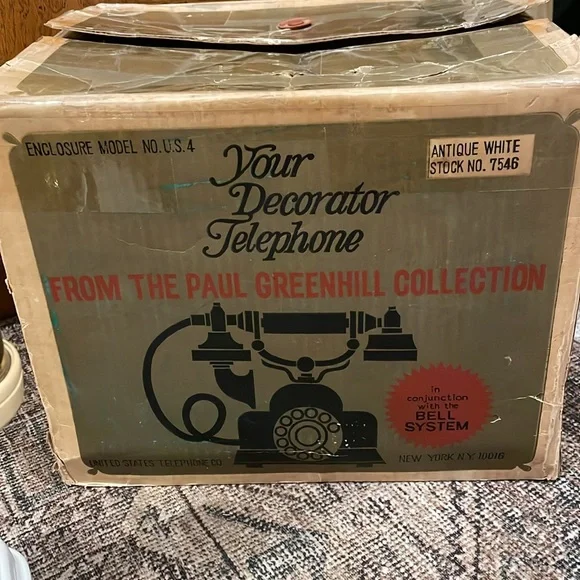 ENCLOSURE MODEL NO. U.S. 4
ANTIQUE WHITE
STOCK NO. 7546
Your
Decorator
Telephone
FROM THE PAUL GREENHILL COLLECTION
in
conjunction
with the
BELL
SYSTEM
UNITED STATES TELEPHONE CO
NEW YORK N.Y. 10016